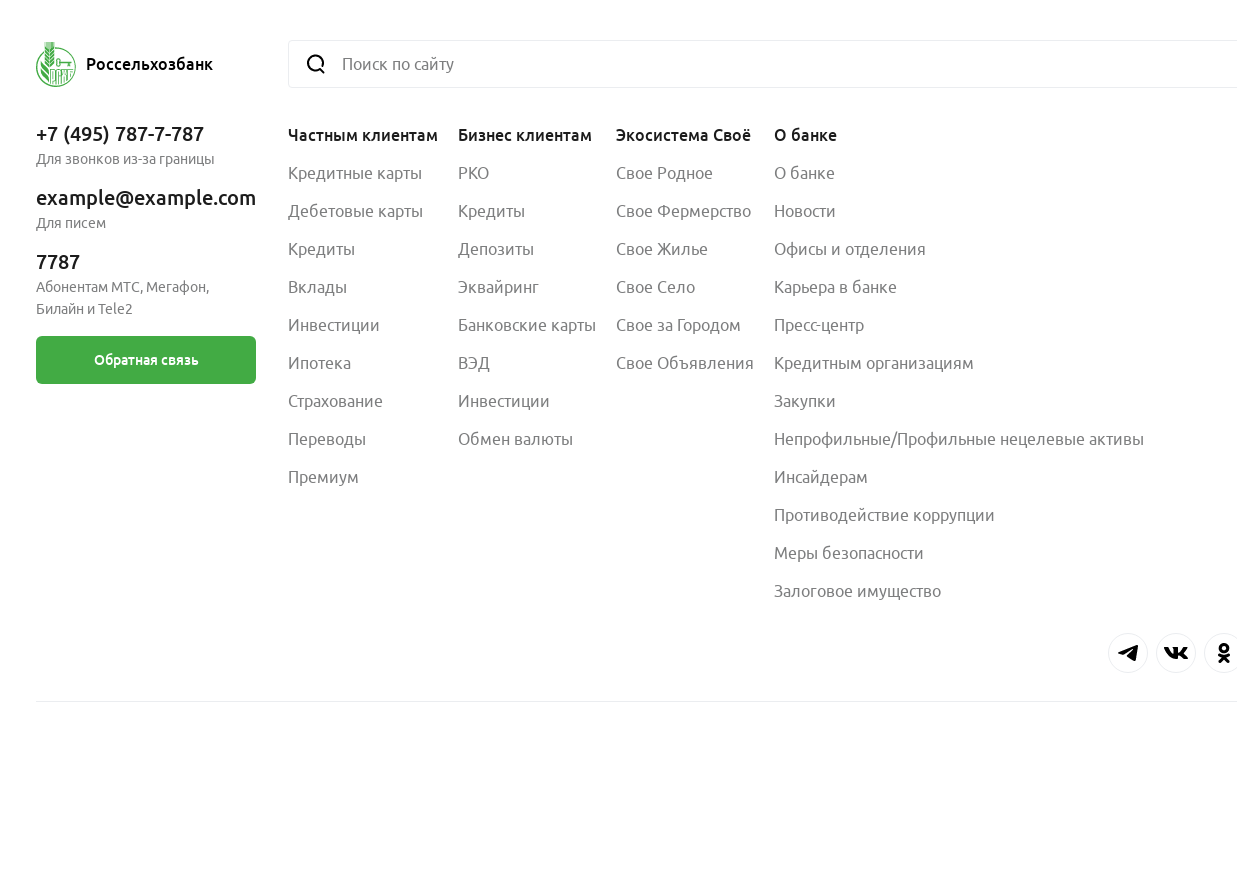 Россельхозбанк
Поиск по сайту
+7 (495) 787-7-787
Для звонков из-за границы
example@example.com
Для писем
7787
Абонентам МТС, Мегафон,
Билайн и Tele2
Обратная связь
Частным клиентам
Кредитные карты
Дебетовые карты
Кредиты
Вклады
Инвестиции
Ипотека
Страхование
Переводы
Премиум
Бизнес клиентам
РКО
Кредиты
Депозиты
Эквайринг
Банковские карты
ВЭД
Инвестиции
Обмен валюты
Экосистема Своё
Свое Родное
Свое Фермерство
Свое Жилье
Свое Село
Свое за Городом
Свое Объявления
О банке
О банке
Новости
Офисы и отделения
Карьера в банке
Пресс-центр
Кредитным организациям
Закупки
Непрофильные/Профильные нецелевые активы
Инсайдерам
Противодействие коррупции
Меры безопасности
Залоговое имущество